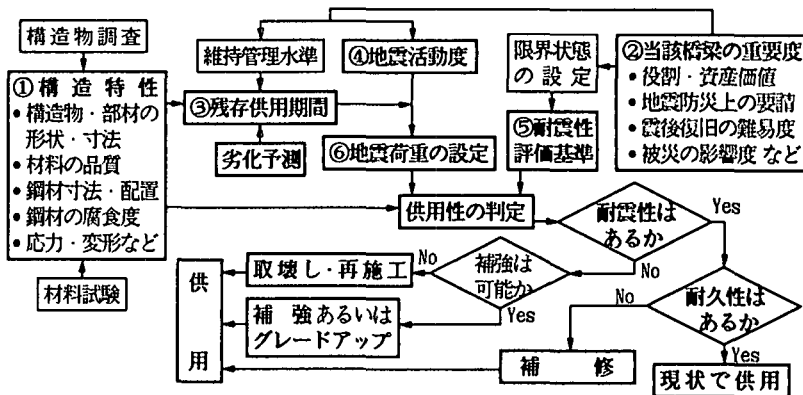 構造物調査
①構造特性
• 構造物・部材の
形状・寸法
• 材料の品質
• 鋼材寸法・配置
• 鋼材の腐食度
• 応力・変形など
材料試験
維持管理水準
④地震活動度
③残存供用期間
劣化予測
⑥地震荷重の設定
限界状態
の設定
⑤耐震性
評価基準
②当該橋梁の重要度
• 役割・資産価値
• 地震防災上の要請
• 震後復旧の難易度
• 被災の影響度 など
供用性の判定
耐震性は
あるか
Yes
No
補強は
可能か
No
Yes
取壊し・再施工
補強あるいは
グレードアップ
供
用
耐久性は
あるか
No
Yes
補修
現状で供用